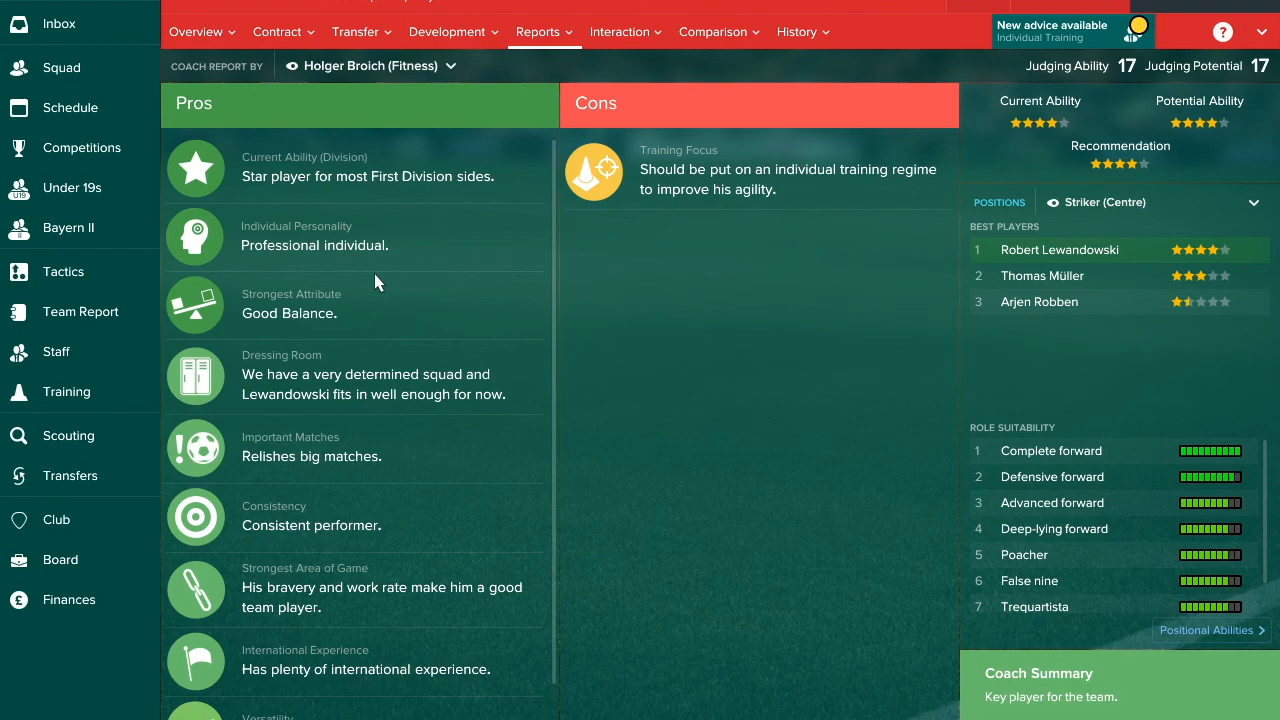 Inbox
Squad
Schedule
Competitions
U19
Under 19s
II
Bayern II
Tactics
Team Report
Staff
Training
Scouting
Transfers
Club
Board
Finances
Overview
Contract
Transfer
Development
Reports
Interaction
Comparison
History
New advice available
Individual Training
?
COACH REPORT BY
Holger Broich (Fitness)
Judging Ability 17
Judging Potential 17
Pros
Current Ability (Division)
Star player for most First Division sides.
Individual Personality
Professional individual.
Strongest Attribute
Good Balance.
Dressing Room
We have a very determined squad and
Lewandowski fits in well enough for now.
Important Matches
Relishes big matches.
Consistency
Consistent performer.
Strongest Area of Game
His bravery and work rate make him a good
team player.
International Experience
Has plenty of international experience.
Versatility
Cons
Training Focus
Should be put on an individual training regime
to improve his agility.
Current Ability
Potential Ability
Recommendation
POSITIONS
Striker (Centre)
BEST PLAYERS
1 Robert Lewandowski
2 Thomas Müller
3 Arjen Robben
ROLE SUITABILITY
1 Complete forward
2 Defensive forward
3 Advanced forward
4 Deep-lying forward
5 Poacher
6 False nine
7 Trequartista
Positional Abilities >
Coach Summary
Key player for the team.